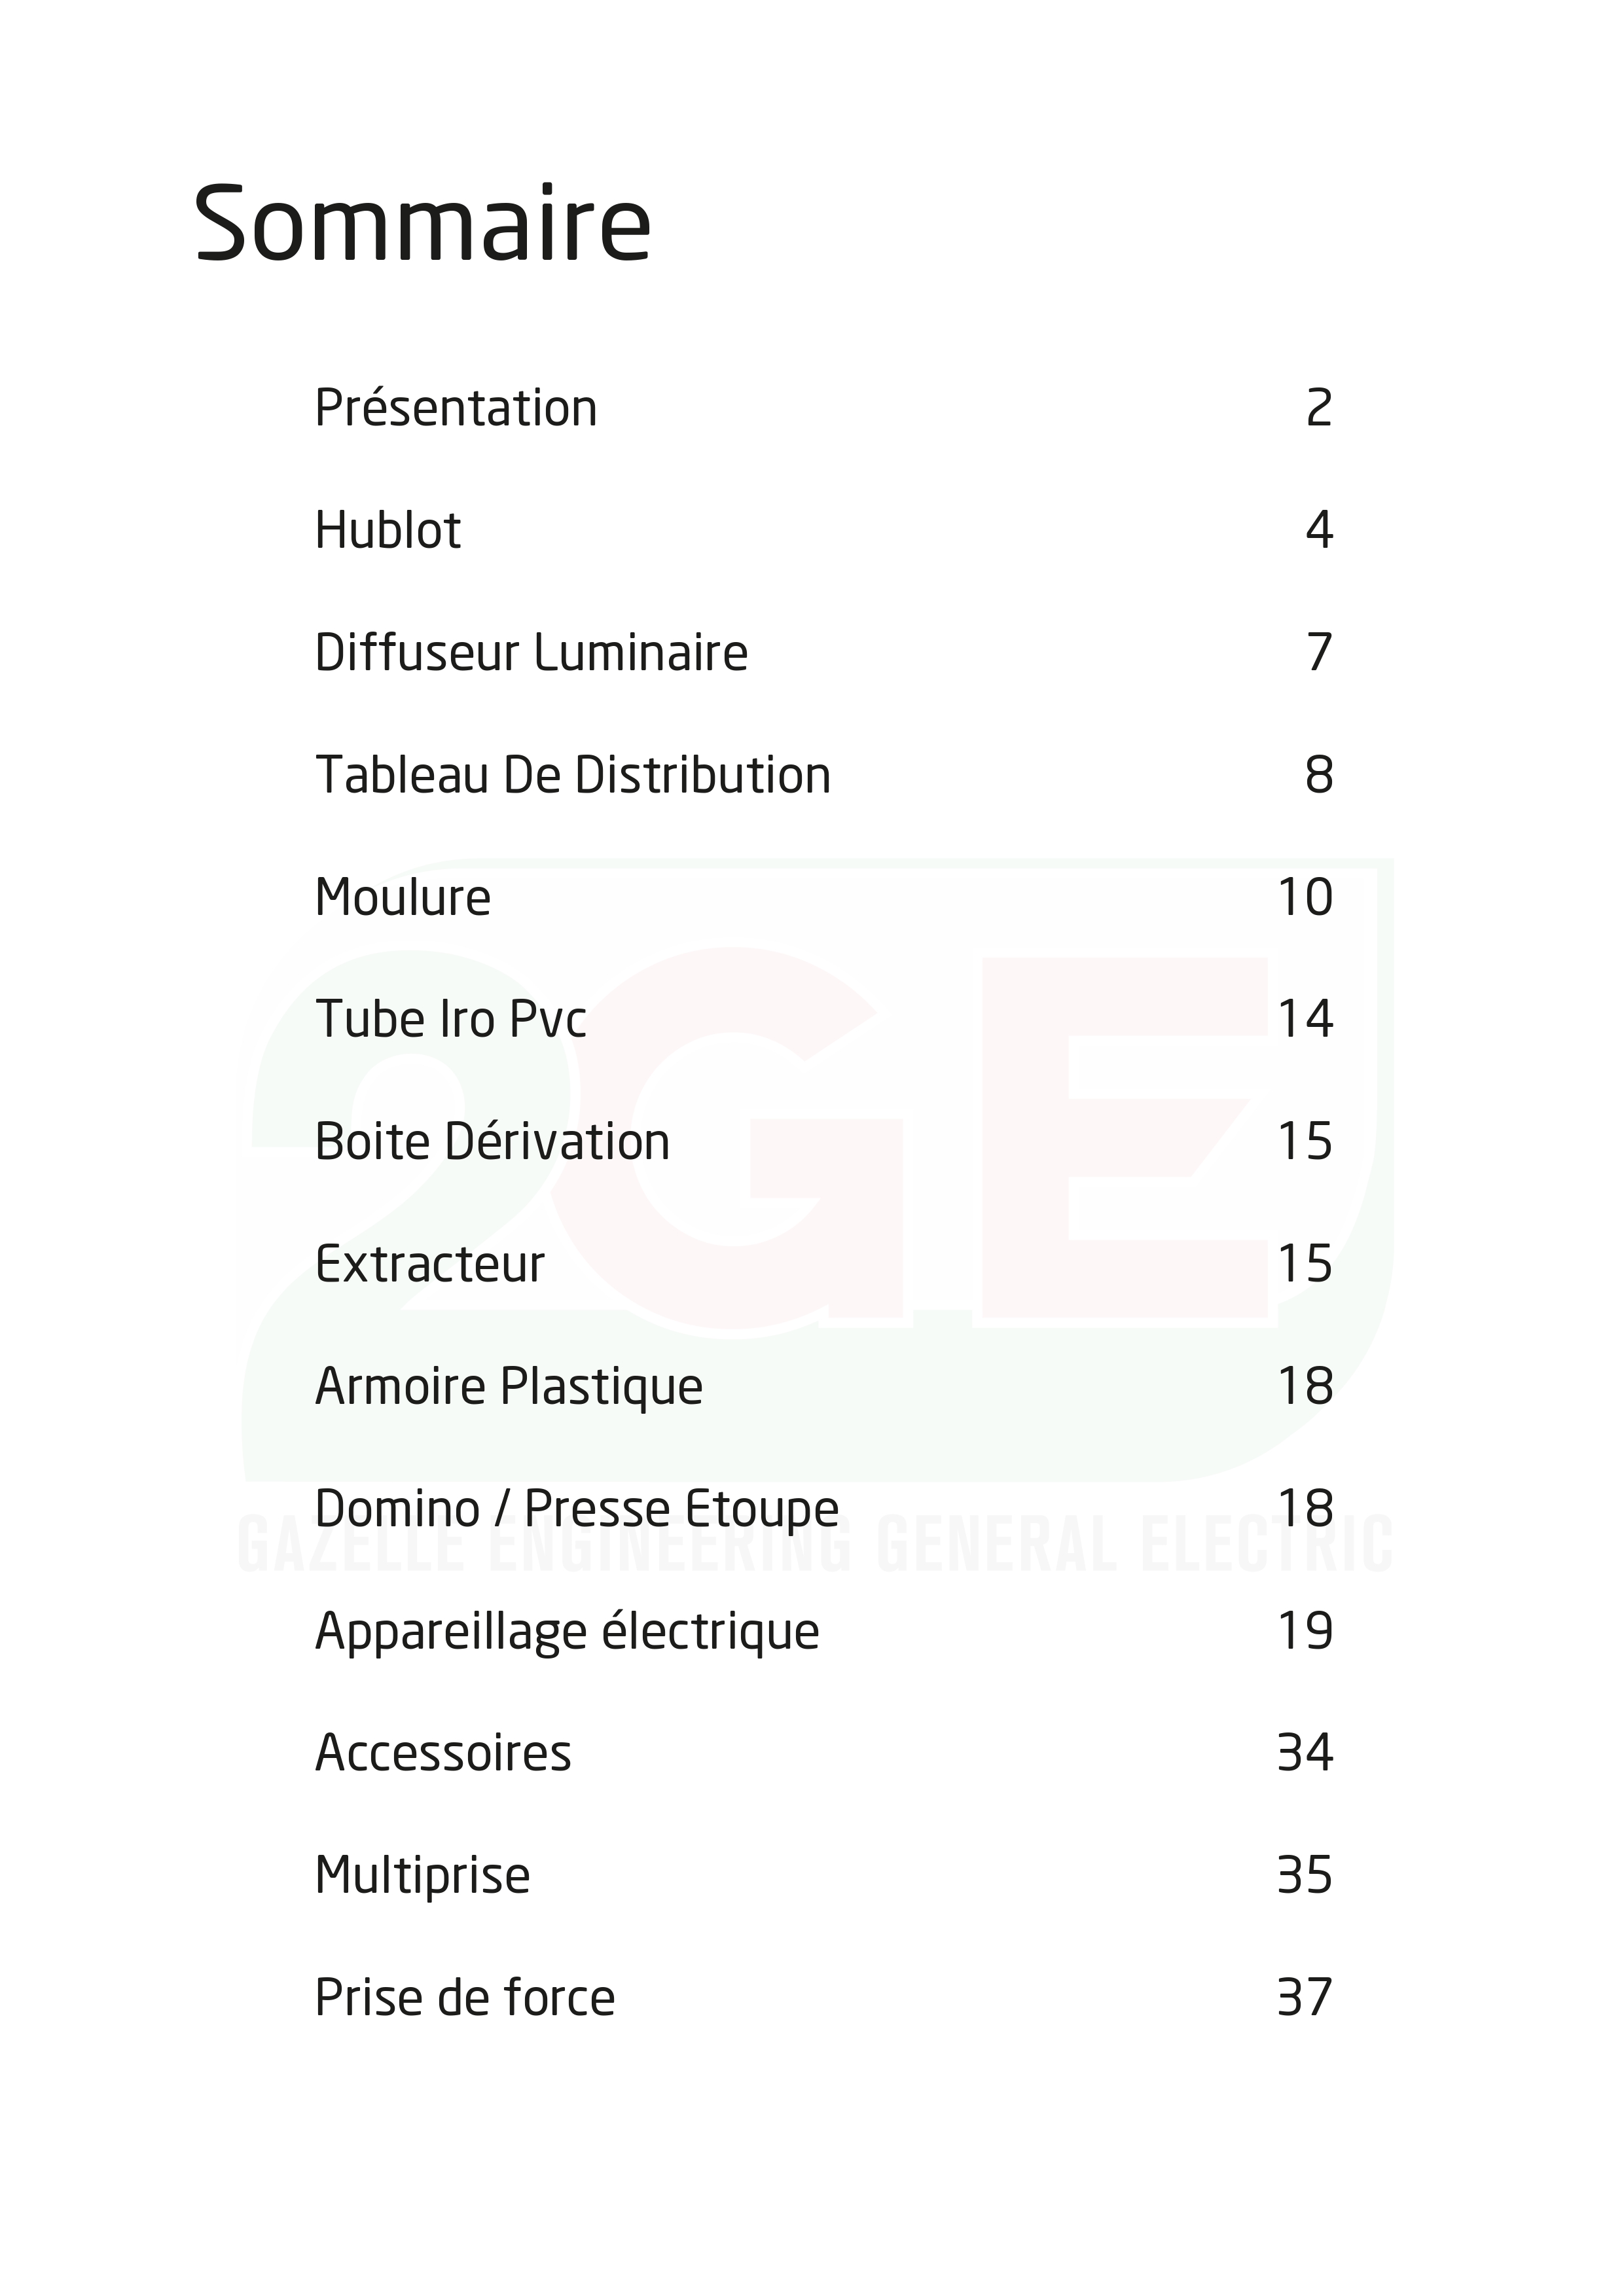 Sommaire
Présentation 2
Hublot 4
Diffuseur Luminaire 7
Tableau De Distribution 8
Moulure 10
Tube Iro Pvc 14
Boite Dérivation 15
Extracteur 15
Armoire Plastique 18
Domino / Presse Etoupe 18
Appareillage électrique 19
Accessoires 34
Multiprise 35
Prise de force 37
2GE
GAZELLE ENGINEERING GENERAL ELECTRIC